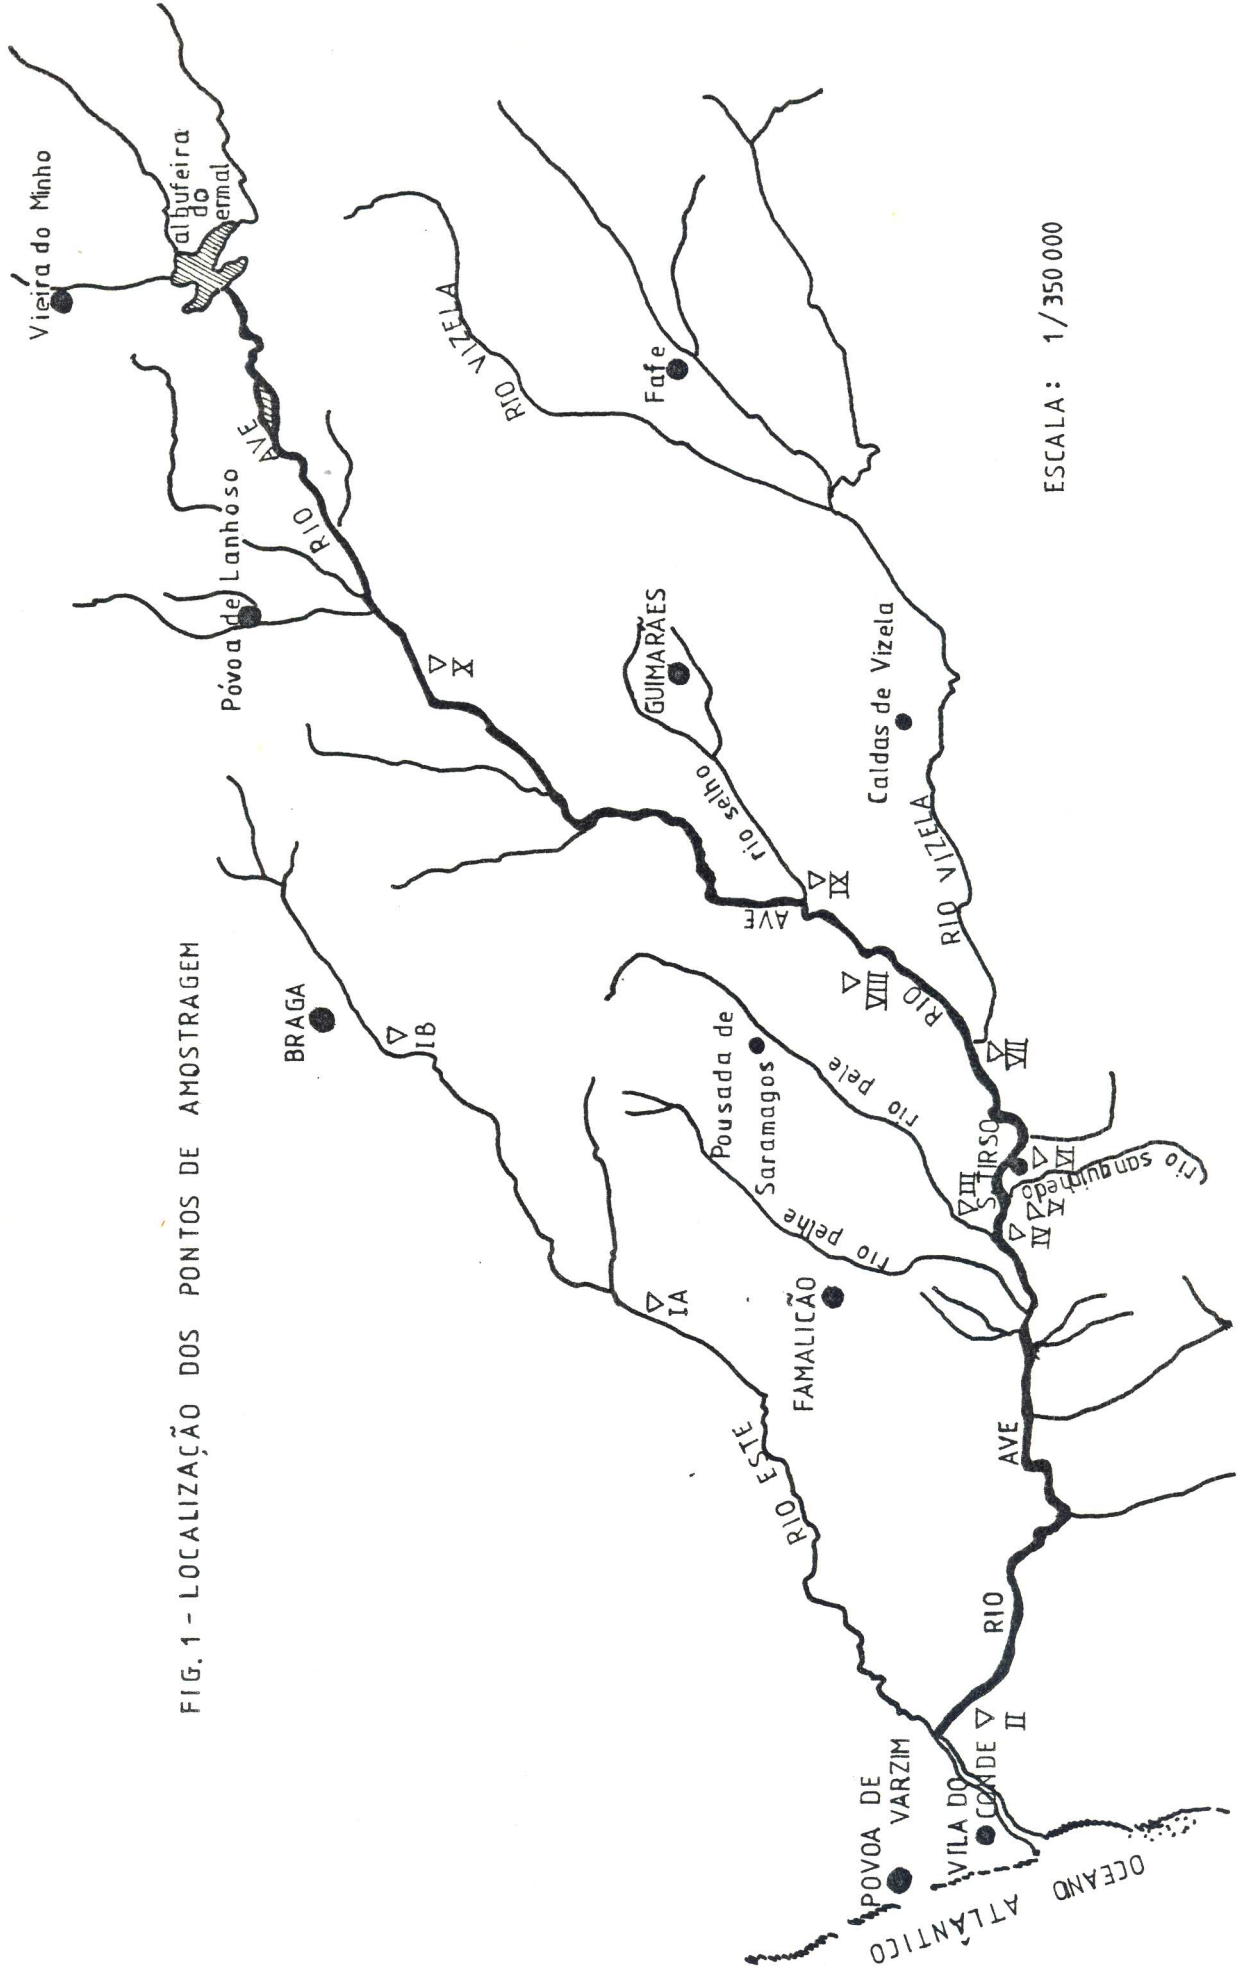 FIG. 1 - LOCALIZAÇÃO DOS PONTOS DE AMOSTRAGEM
Vieira do Minho
albufeira
do
ermal
Póvoa de Lanhoso
RIO
AVE
X
RIO VIZELA
Fafe
BRAGA
IB
GUIMARÃES
rio selho
AVE
IX
Caldas de Vizela
VIII
RIO
RIO VIZELA
VII
Pousada de
Saramagos
rio pele
IA
FAMALICÃO
rio pelhe
III
S. TIRSO
VI
V
IV
rio sanguinhedo
RIO ESTE
AVE
RIO
POVOA DE
VARZIM
VILA DO
CONDE
II
OCEANO
ATLÂNTICO
ESCALA: 1/350 000